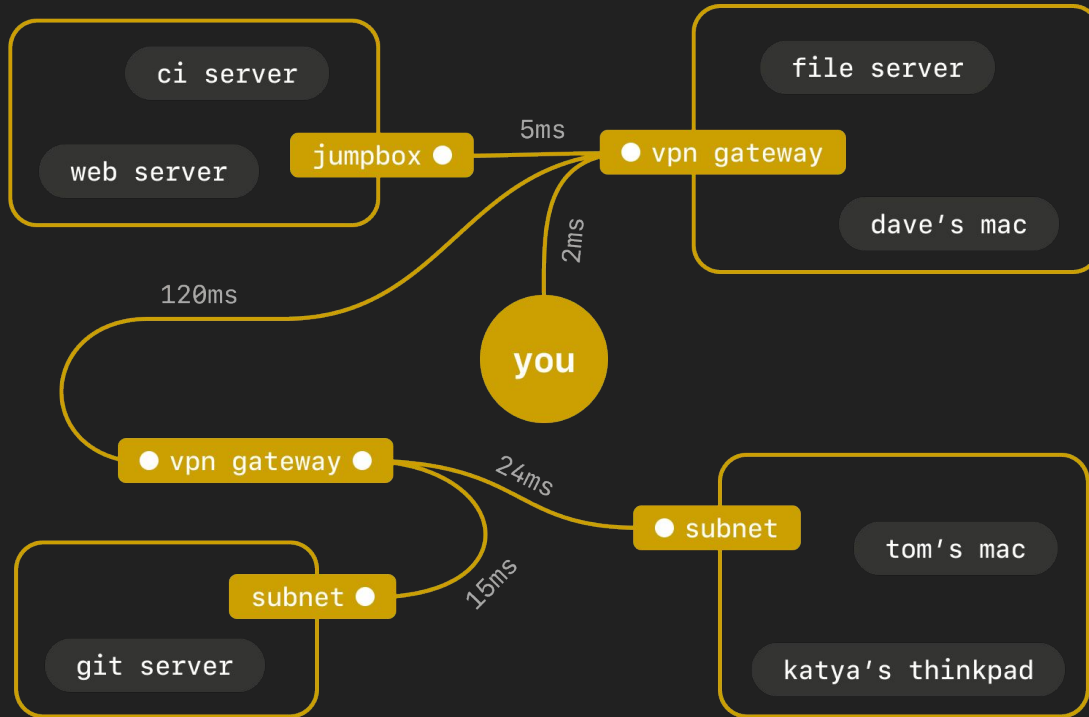 ci server
web server
jumpbox
5ms
vpn gateway
file server
dave’s mac
2ms
120ms
you
vpn gateway
24ms
15ms
subnet
git server
subnet
tom’s mac
katya’s thinkpad